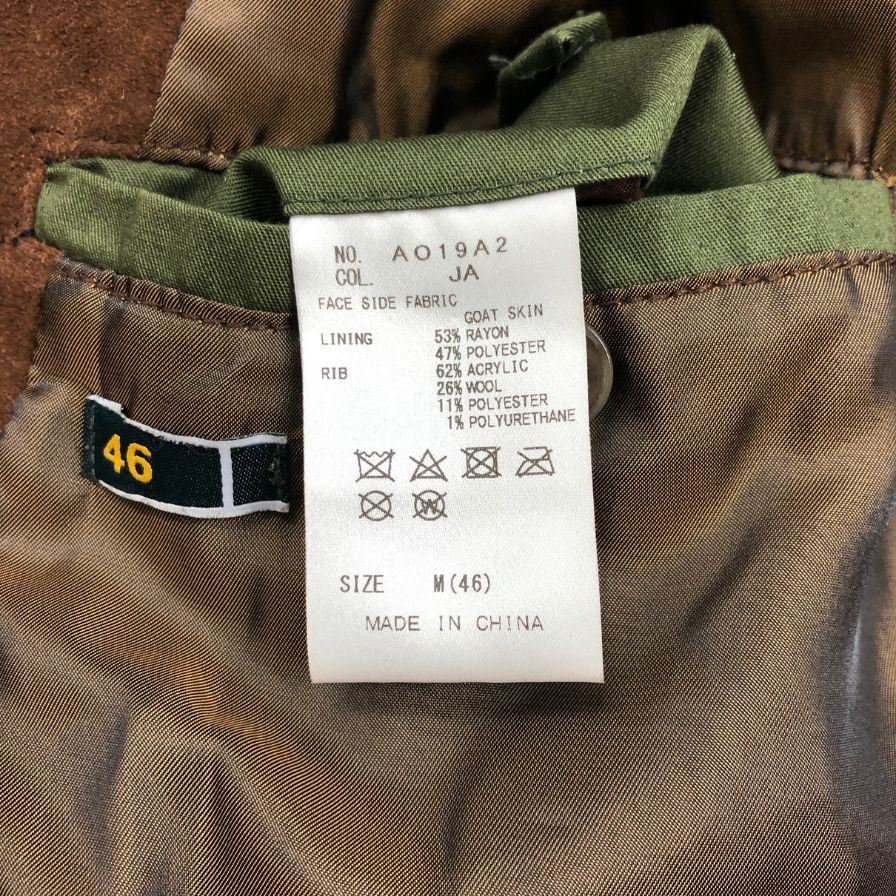 NO. A019A2
COL. JA
FACE SIDE FABRIC
GOAT SKIN
LINING 53% RAYON
47% POLYESTER
RIB 62% ACRYLIC
26% WOOL
11% POLYESTER
1% POLYURETHANE
W
SIZE M(46)
MADE IN CHINA
46